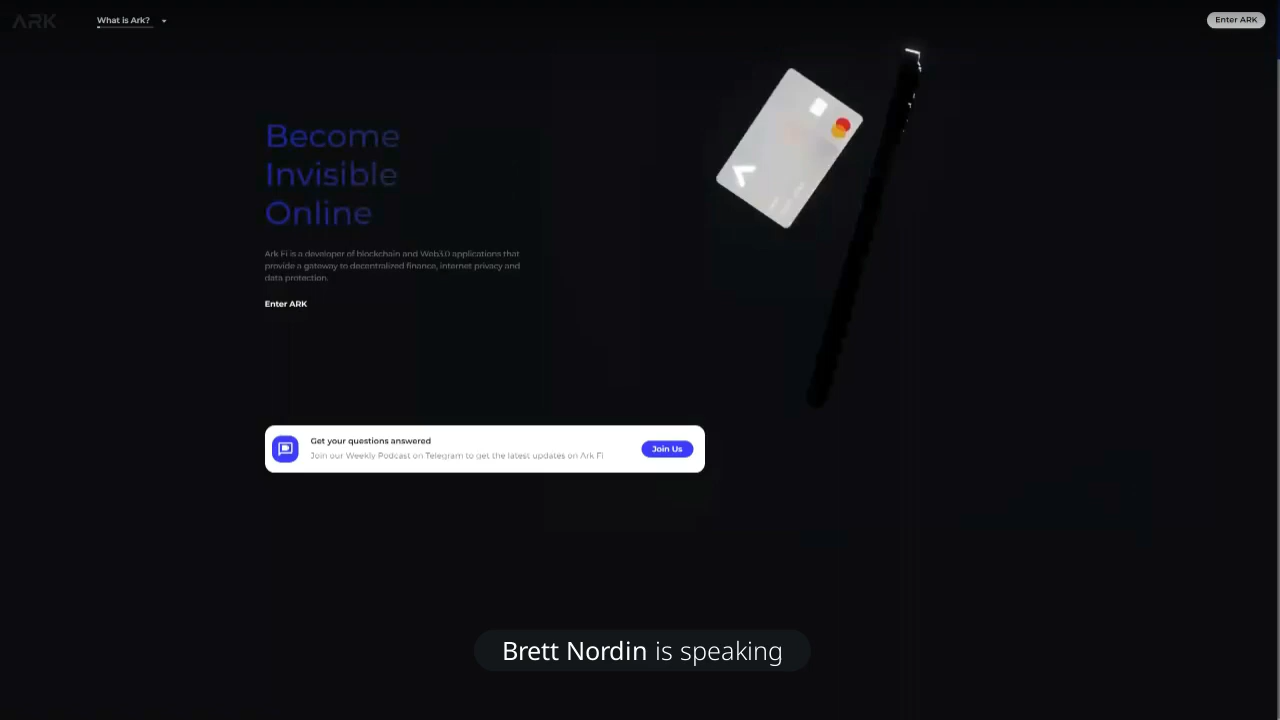 ARK
What is Ark?
Enter ARK
Become
Invisible
Online
Ark Fi is a developer of blockchain and Web3.0 applications that
provide a gateway to decentralized finance, internet privacy and
data protection.
Enter ARK
Get your questions answered
Join our Weekly Podcast on Telegram to get the latest updates on Ark Fi
Join Us
Brett Nordin is speaking